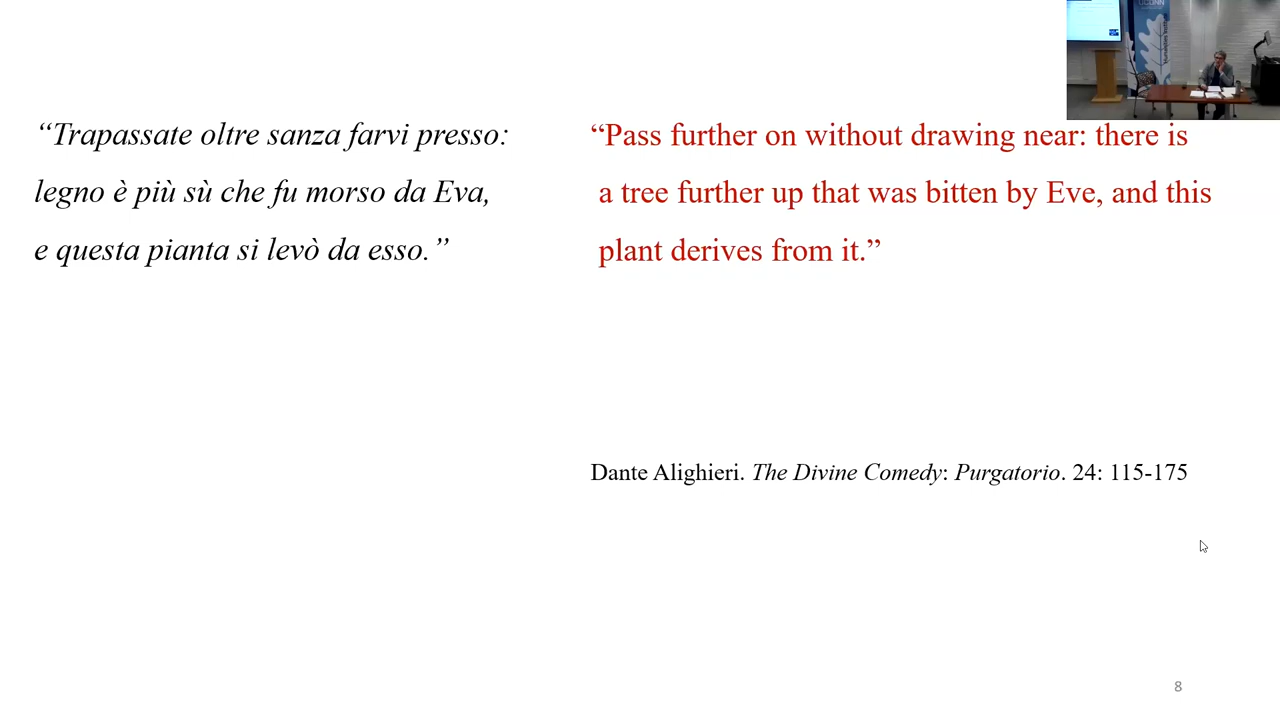 “Trapassate oltre sanza farvi presso:
legno è più sù che fu morso da Eva,
e questa pianta si levò da esso.”
“Pass further on without drawing near: there is
a tree further up that was bitten by Eve, and this
plant derives from it.”
Dante Alighieri. The Divine Comedy: Purgatorio. 24: 115-175
8
UCONN